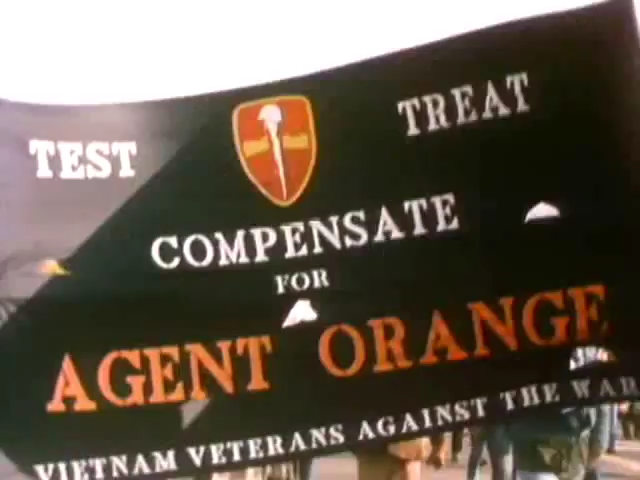 TEST TREAT
COMPENSATE
FOR
AGENT ORANGE
VIETNAM VETERANS AGAINST THE WAR